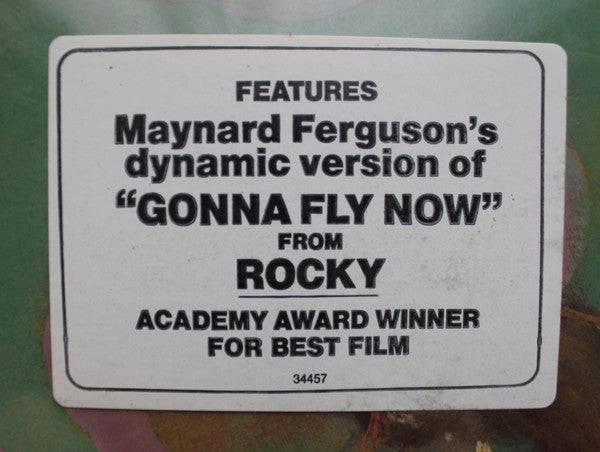 FEATURES
Maynard Ferguson's
dynamic version of
“GONNA FLY NOW”
FROM
ROCKY
ACADEMY AWARD WINNER
FOR BEST FILM
34457